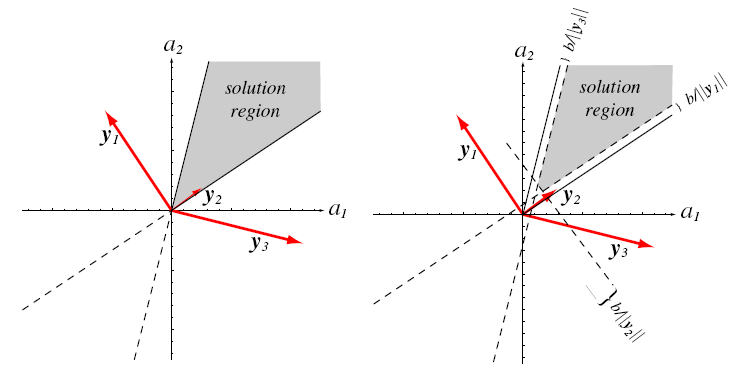 a2
solution
region
y1
y2
a1
y3
a2
b/||y3||
solution
region
b/||y1||
y1
y2
a1
y3
b/||y2||